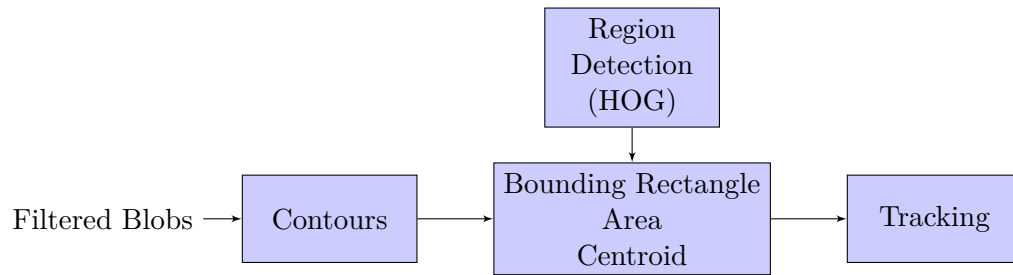 Region
Detection
(HOG)
Filtered Blobs
Contours
Bounding Rectangle
Area
Centroid
Tracking